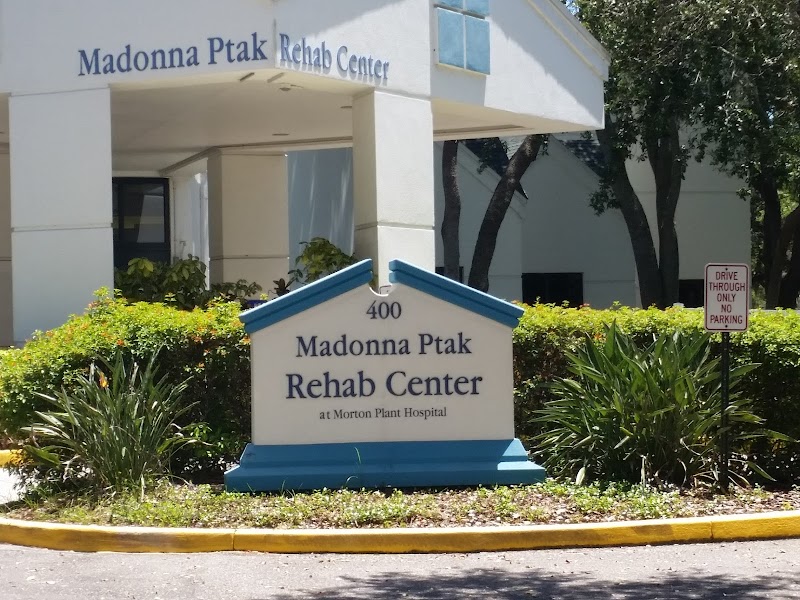 Madonna Ptak Rehab Center
400
Madonna Ptak
Rehab Center
at Morton Plant Hospital
DRIVE
THROUGH
ONLY
NO
PARKING